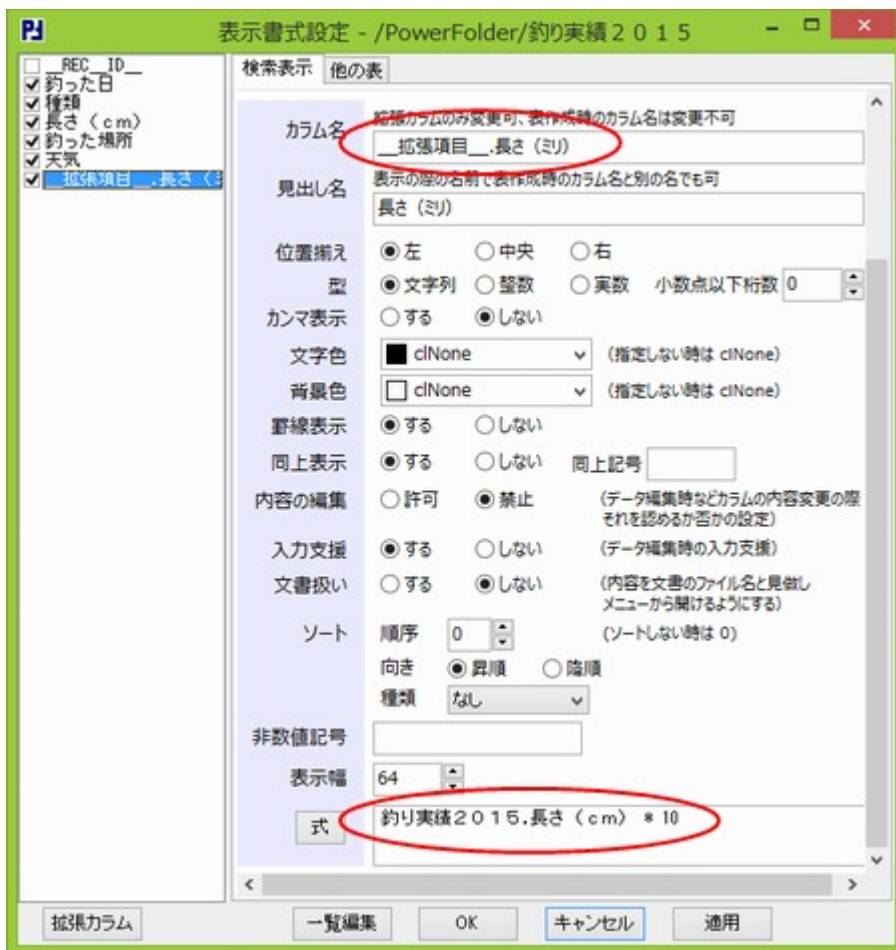 PJ
表示書式設定 - /PowerFolder/釣り実績２０１５
__REC_ID__
釣った日
種類
長さ（ｃｍ）
釣った場所
天気
__拡張項目__.長さ（ミ
検索表示 他の表
カラム名
拡張カラムのみ変更可、表作成時のカラム名は変更不可
__拡張項目__.長さ（ミリ）
見出し名
表示の際の名前で表作成時のカラム名と別の名でも可
長さ（ミリ）
位置揃え 左 中央 右
型 文字列 整数 実数 小数点以下桁数 0
カンマ表示 する しない
文字色 clNone (指定しない時は clNone)
背景色 clNone (指定しない時は clNone)
罫線表示 する しない
同上表示 する しない 同上記号
内容の編集 許可 禁止 (データ編集時などカラムの内容変更の際
それを認めるか否かの設定)
入力支援 する しない (データ編集時の入力支援)
文書扱い する しない (内容を文書のファイル名と見做し
メニューから開けるようにする)
ソート 順序 0 (ソートしない時は 0)
向き 昇順 降順
種類 なし
非数値記号
表示幅 64
式 釣り実績２０１５.長さ（ｃｍ） * 10
拡張カラム 一覧編集 OK キャンセル 適用